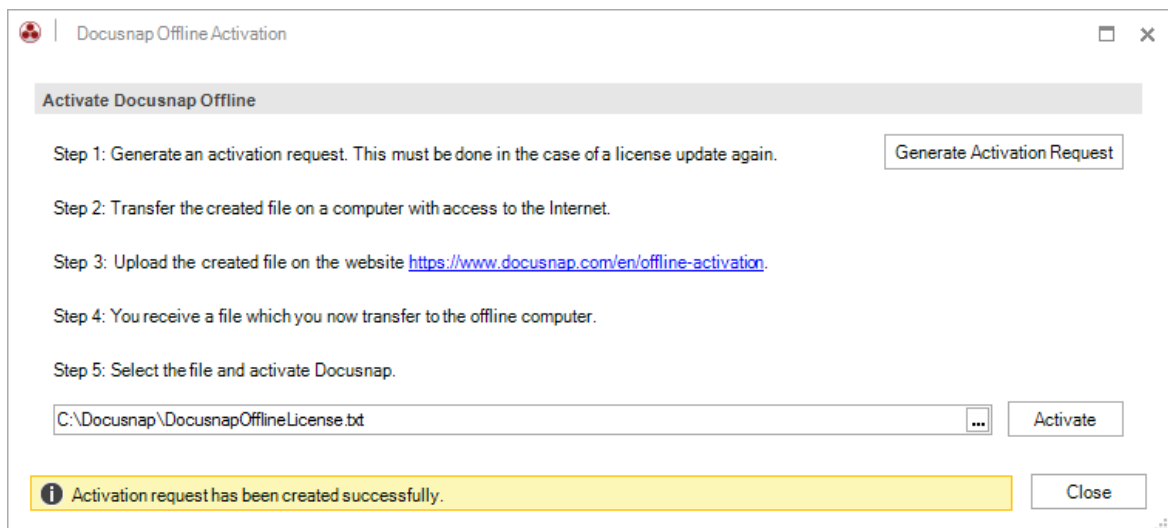 Docusnap Offline Activation
Activate Docusnap Offline
Step 1: Generate an activation request. This must be done in the case of a license update again.
Generate Activation Request
Step 2: Transfer the created file on a computer with access to the Internet.
Step 3: Upload the created file on the website https://www.docusnap.com/en/offline-activation.
Step 4: You receive a file which you now transfer to the offline computer.
Step 5: Select the file and activate Docusnap.
C:\Docusnap\DocusnapOfflineLicense.txt
...
Activate
Activation request has been created successfully.
Close